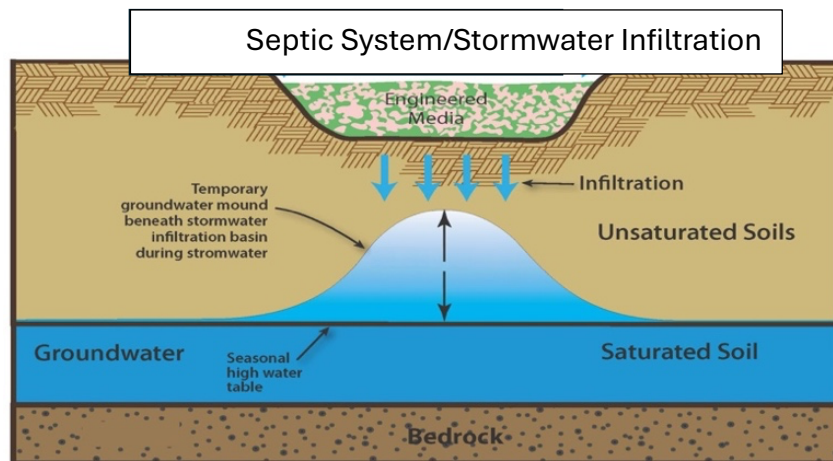 Septic System/Stormwater Infiltration
Engineered
Media
Infiltration
Temporary
groundwater mound
beneath stormwater
infiltration basin
during stromwater
Unsaturated Soils
Groundwater
Seasonal
high water
table
Saturated Soil
Bedrock